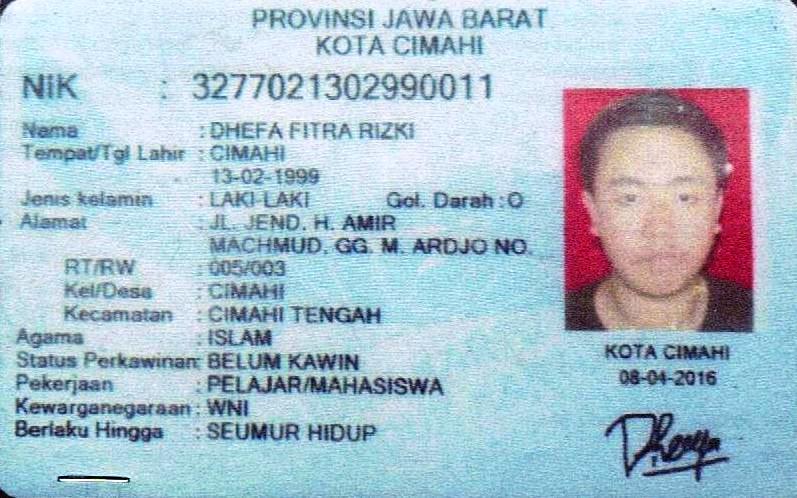 PROVINSI JAWA BARAT
KOTA CIMAHI
NIK : 3277021302990011
Nama : DHEFA FITRA RIZKI
Tempat/Tgl Lahir : CIMAHI
13-02-1999
Jenis kelamin : LAKI LAKI Gol. Darah : O
Alamat : JL. JEND. H. AMIR
MACHMUD. GG. M. ARDJO NO.
RT/RW : 005/003
Kel/Desa : CIMAHI
Kecamatan : CIMAHI TENGAH
Agama : ISLAM
Status Perkawinan: BELUM KAWIN
Pekerjaan : PELAJAR/MAHASISWA
Kewarganegaraan : WNI
Berlaku Hingga : SEUMUR HIDUP
KOTA CIMAHI
08-04-2016